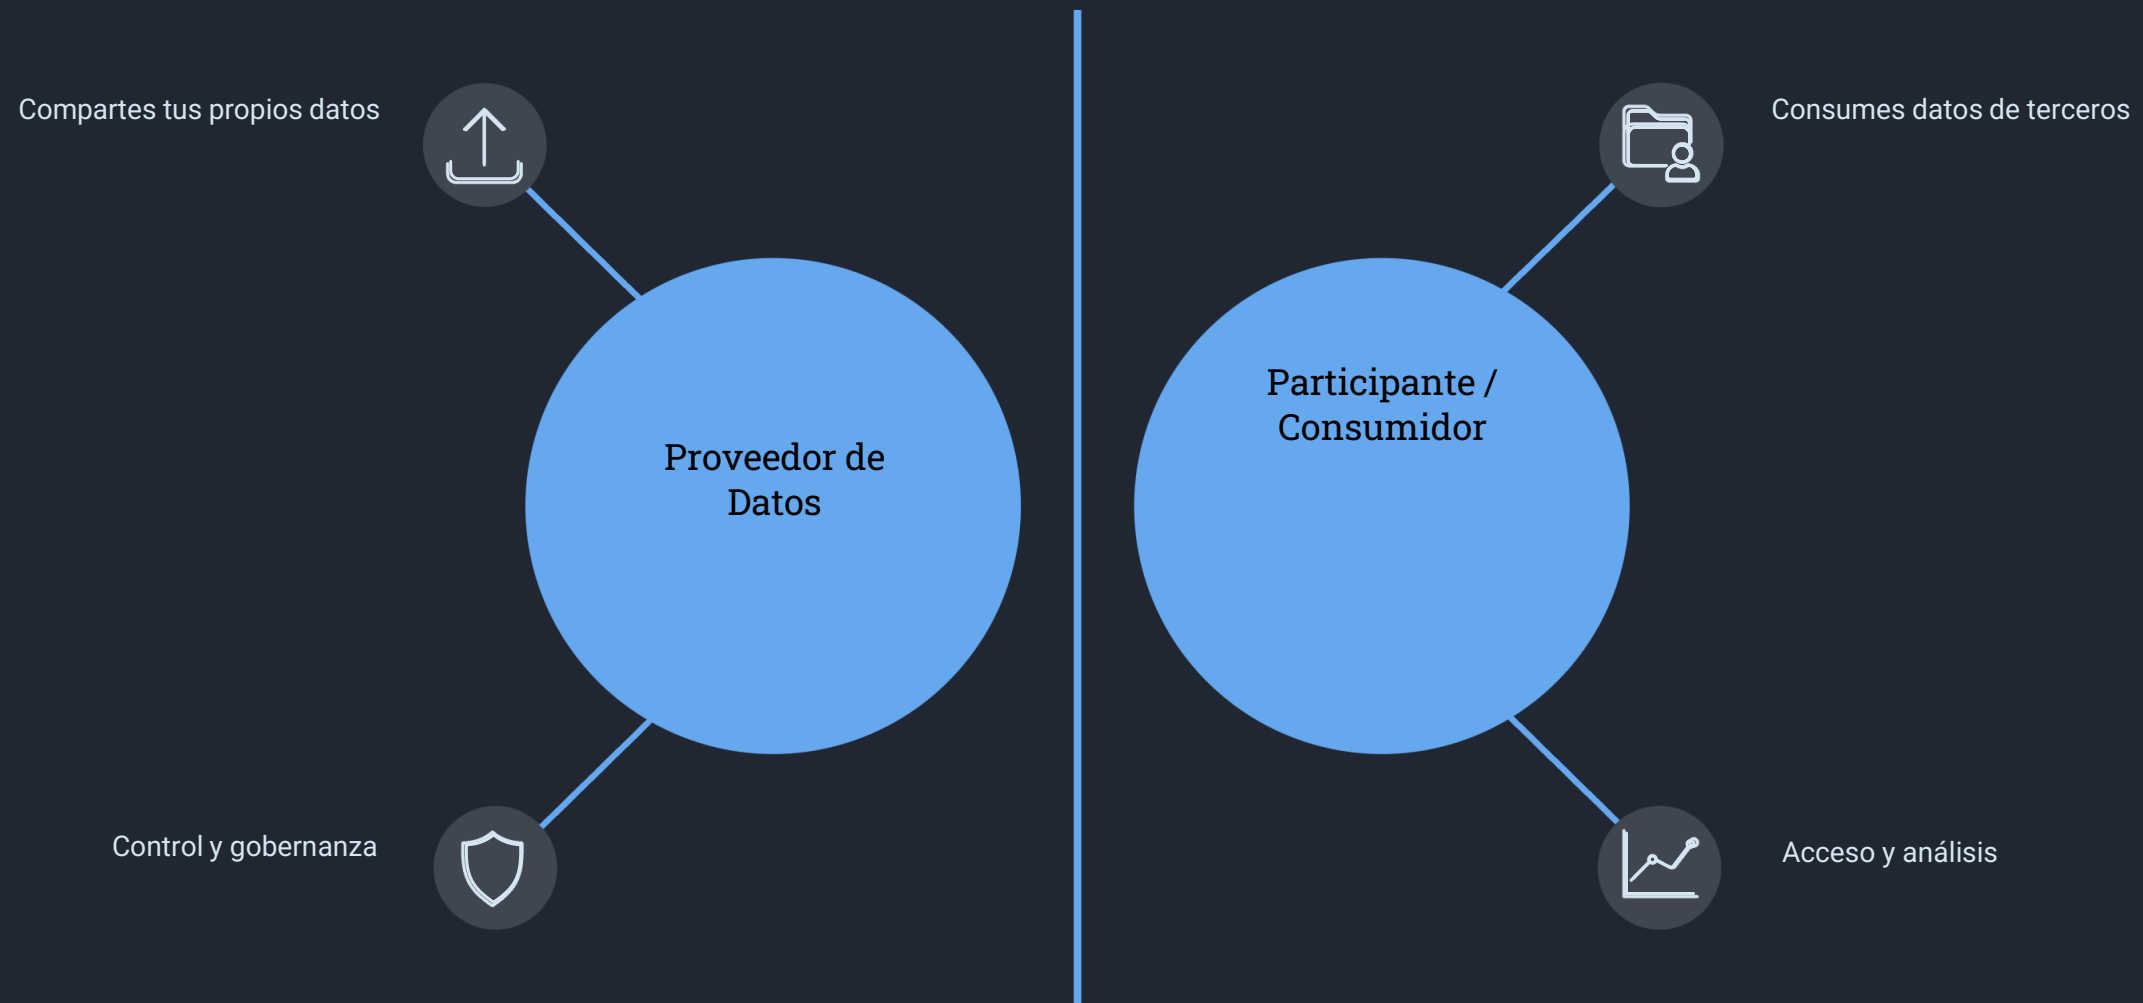 Compartes tus propios datos
Proveedor de
Datos
Control y gobernanza
Consumes datos de terceros
Participante /
Consumidor
Acceso y análisis